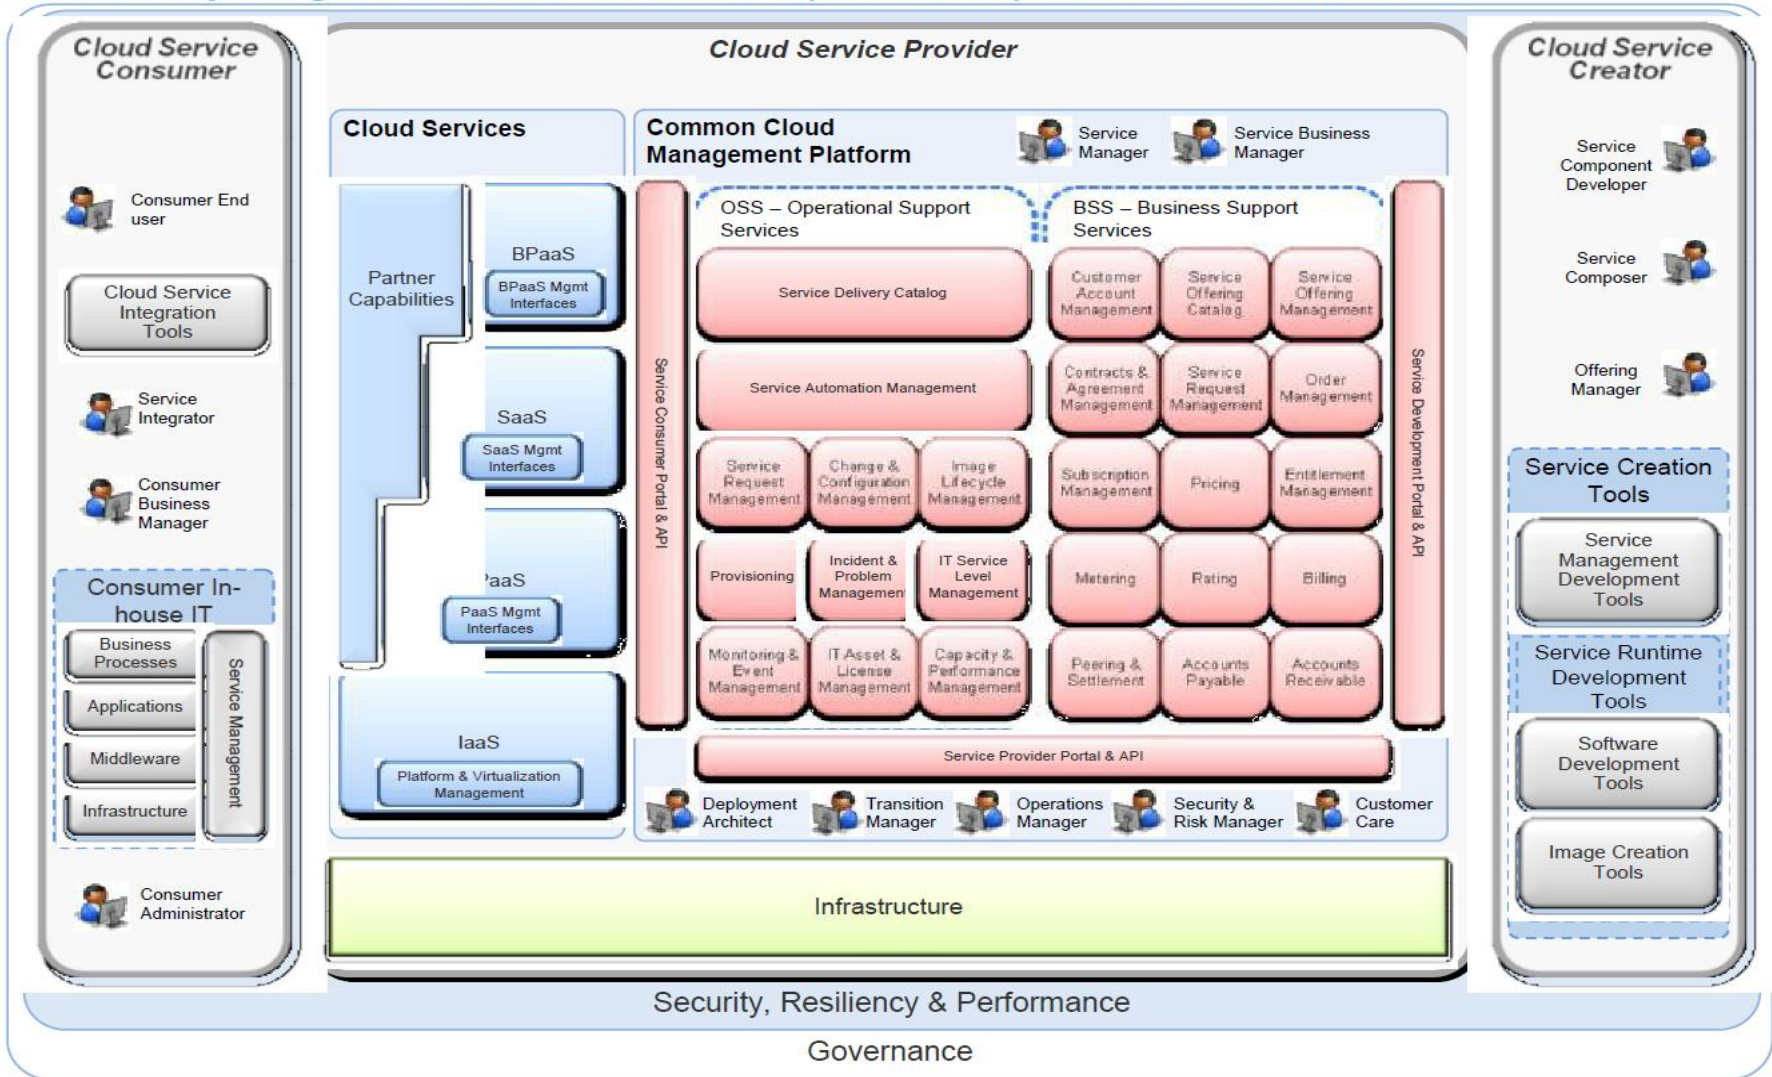 Cloud Service
Consumer
Consumer End
user
Cloud Service
Integration
Tools
Service
Integrator
Consumer
Business
Manager
Consumer In-
house IT
Business
Processes
Applications
Middleware
Infrastructure
Service Management
Consumer
Administrator
Cloud Service Provider
Cloud Services
Partner
Capabilities
BPaaS
BPaaS Mgmt
Interfaces
SaaS
SaaS Mgmt
Interfaces
PaaS
PaaS Mgmt
Interfaces
IaaS
Platform & Virtualization
Management
Common Cloud
Management Platform
Service
Manager
Service Business
Manager
Service Consumer Portal & API
OSS – Operational Support
Services
Service Delivery Catalog
Service Automation Management
Service
Request
Management
Change &
Configuration
Management
Image
Lifecycle
Management
Provisioning
Incident &
Problem
Management
IT Service
Level
Management
Monitoring &
Event
Management
IT Asset &
License
Management
Capacity &
Performance
Management
BSS – Business Support
Services
Customer
Account
Management
Service
Offering
Catalog
Service
Offering
Management
Contracts &
Agreement
Management
Service
Request
Management
Order
Management
Subscription
Management
Pricing
Entitlement
Management
Metering
Rating
Billing
Peering &
Settlement
Accounts
Payable
Accounts
Receivable
Service Development Portal & API
Service Provider Portal & API
Deployment
Architect
Transition
Manager
Operations
Manager
Security &
Risk Manager
Customer
Care
Infrastructure
Cloud Service
Creator
Service
Component
Developer
Service
Composer
Offering
Manager
Service Creation
Tools
Service
Management
Development
Tools
Service Runtime
Development
Tools
Software
Development
Tools
Image Creation
Tools
Security, Resiliency & Performance
Governance